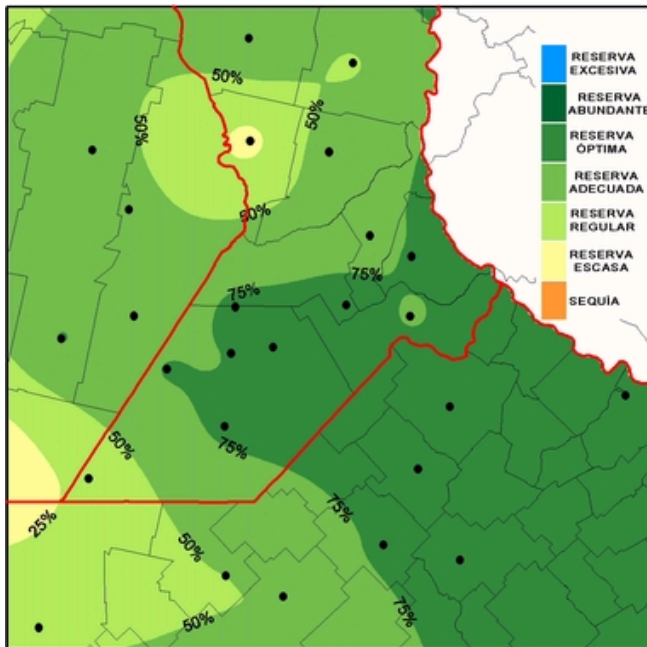 RESERVA
EXCESIVA
RESERVA
ABUNDANTE
RESERVA
ÓPTIMA
RESERVA
ADECUADA
RESERVA
REGULAR
RESERVA
ESCASA
SEQUÍA
50%
50%
50%
50%
75%
75%
50%
75%
25%
75%
50%
50%
75%